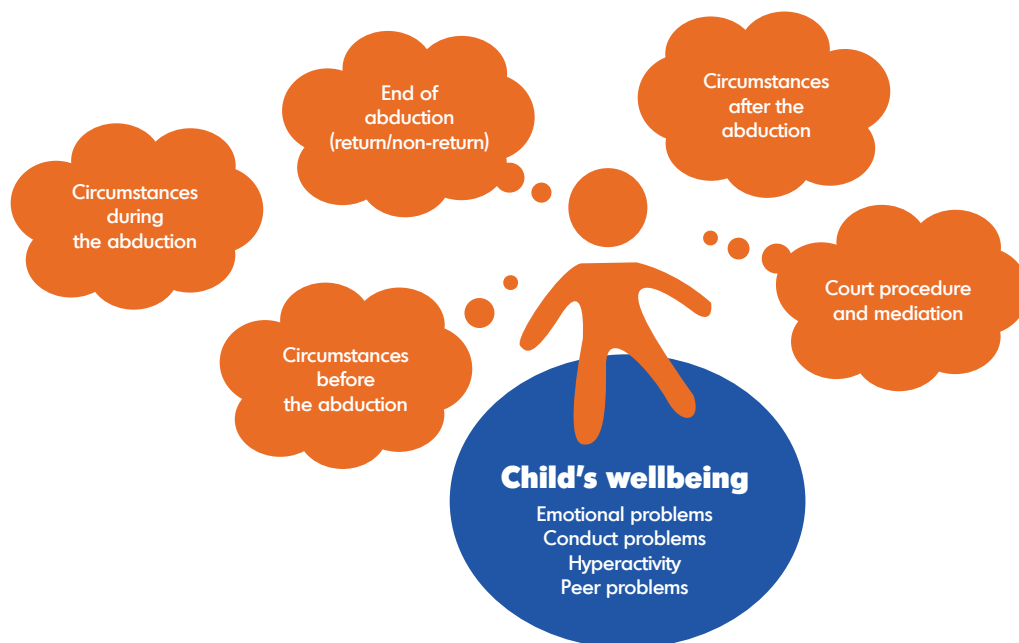 End of
abduction
(return/non-return)
Circumstances
after the
abduction
Circumstances
during
the abduction
Court procedure
and mediation
Circumstances
before
the abduction
Child's wellbeing
Emotional problems
Conduct problems
Hyperactivity
Peer problems